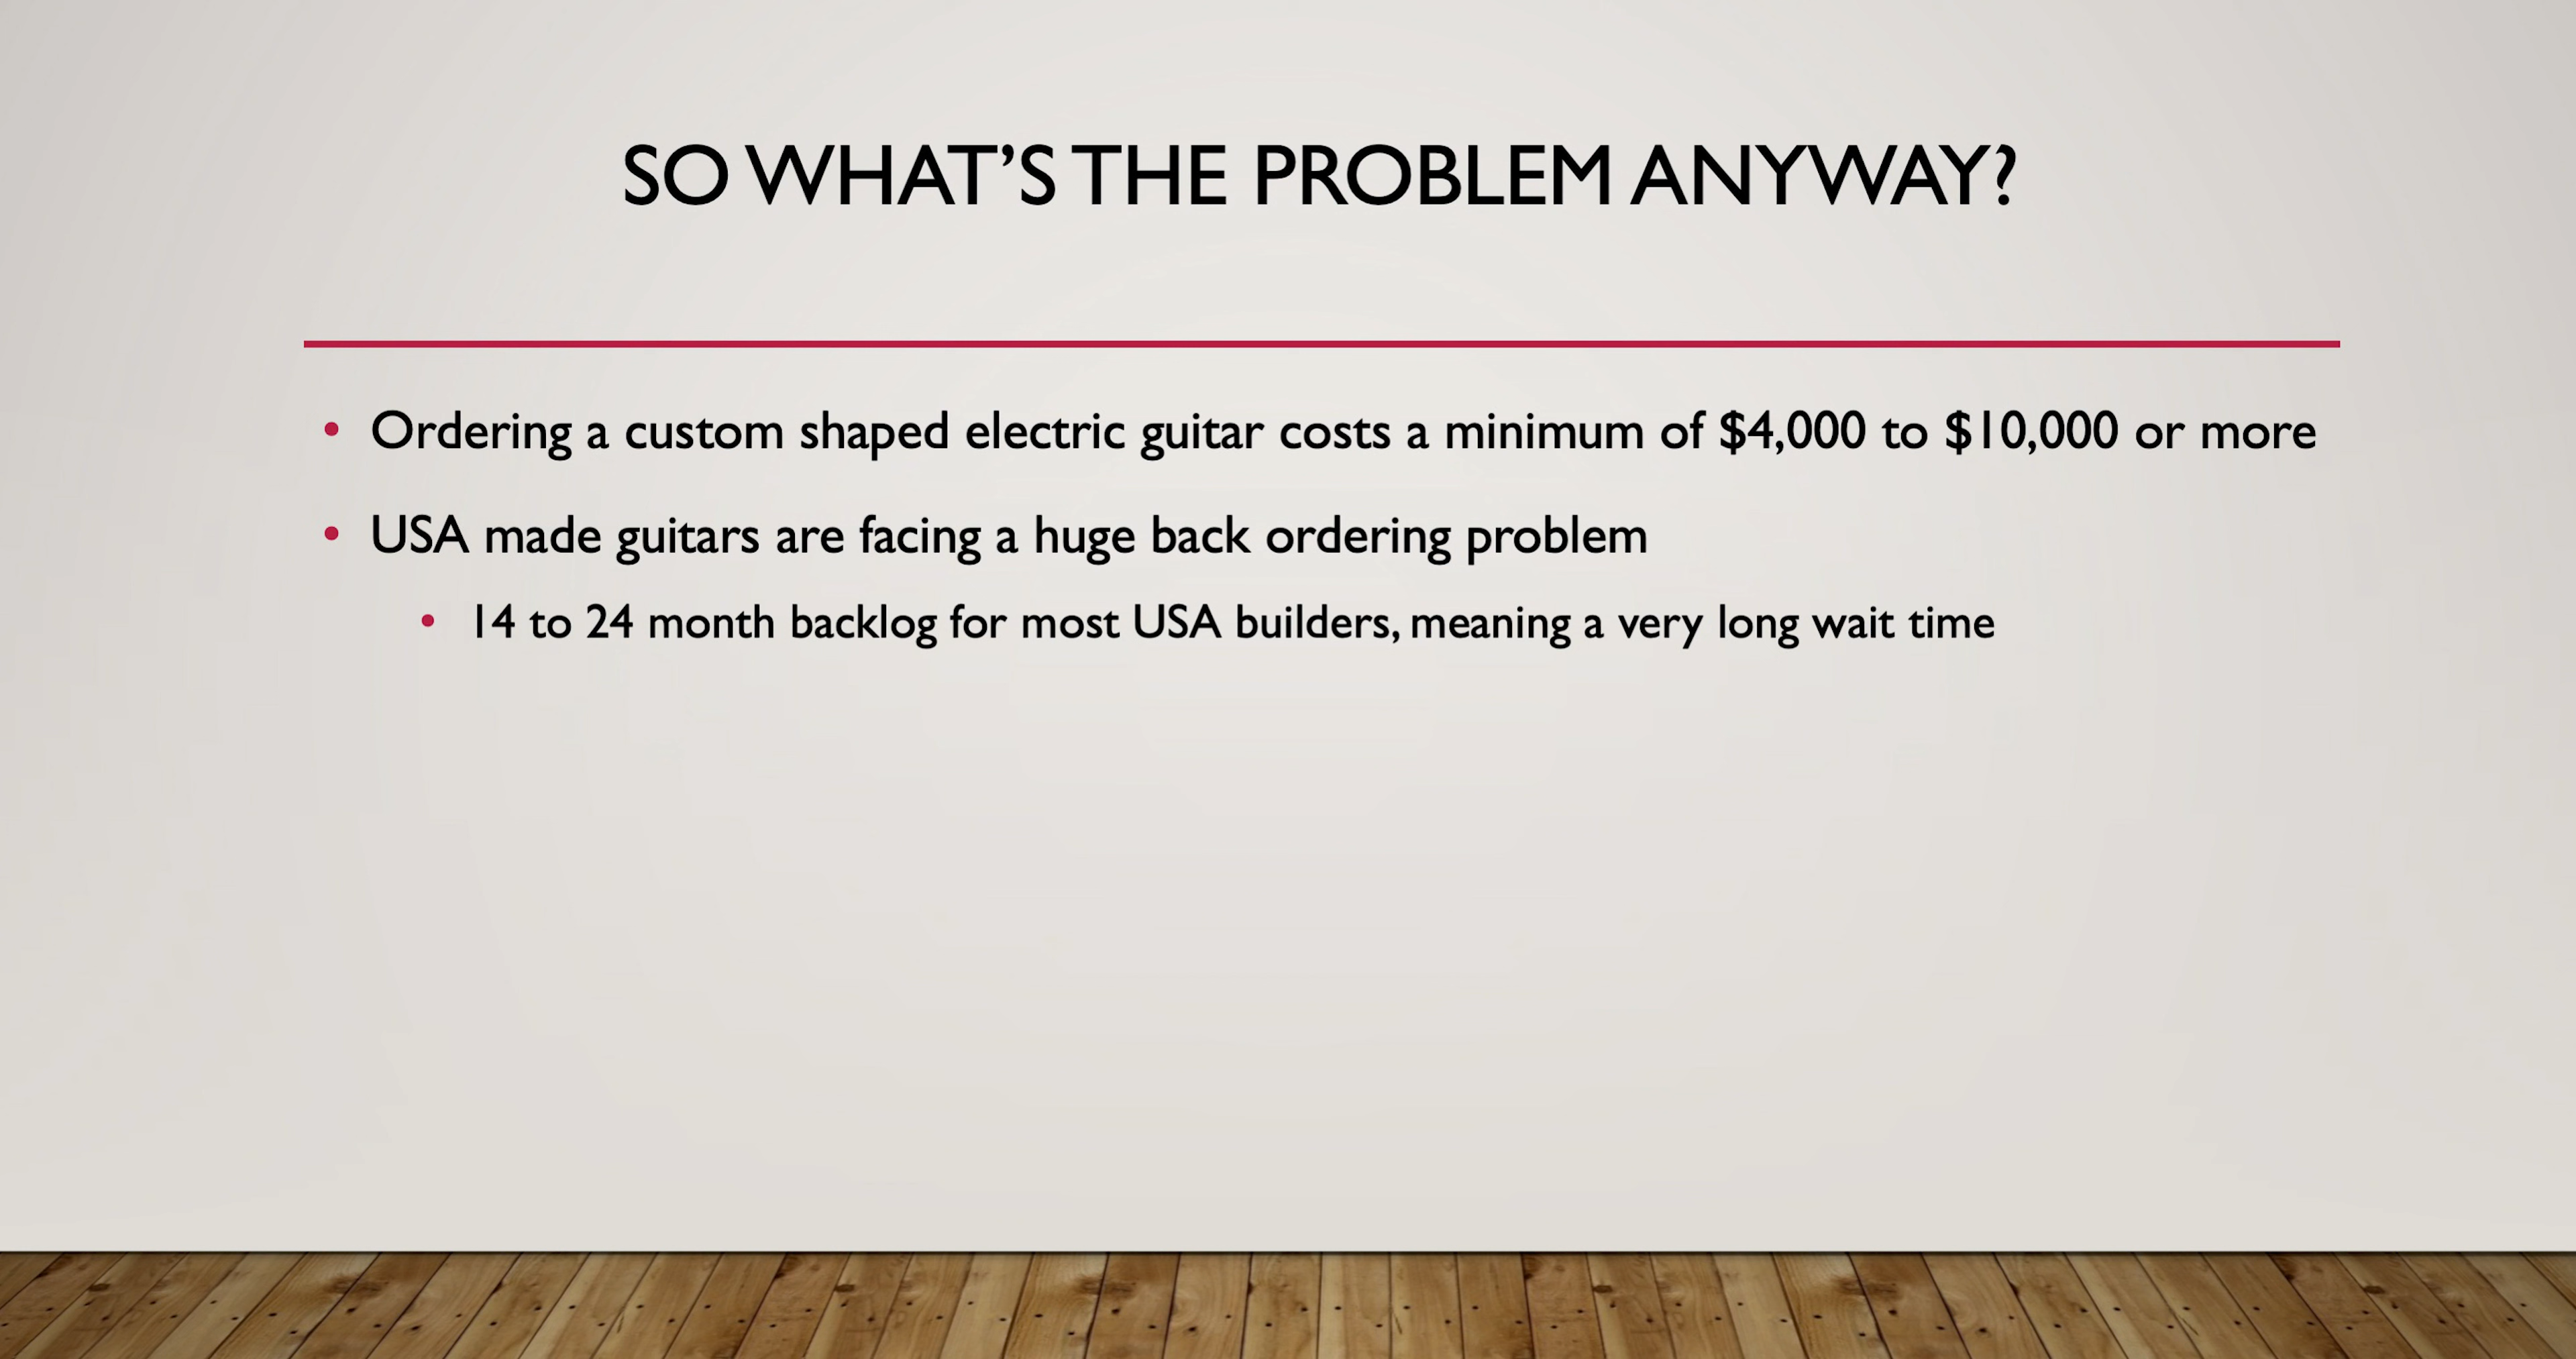 SO WHAT’S THE PROBLEM ANYWAY?
• Ordering a custom shaped electric guitar costs a minimum of $4,000 to $10,000 or more
• USA made guitars are facing a huge back ordering problem
• 14 to 24 month backlog for most USA builders, meaning a very long wait time